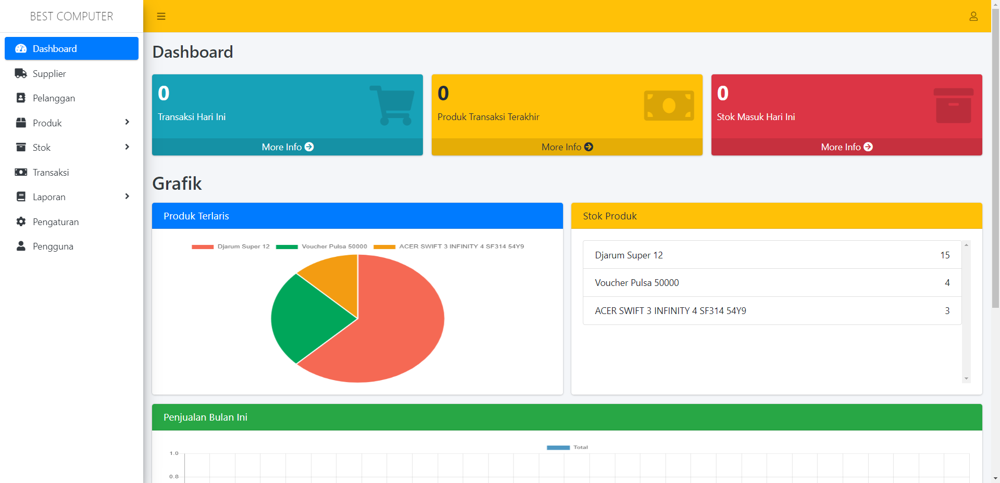 BEST COMPUTER
Dashboard
Supplier
Pelanggan
Produk
Stok
Transaksi
Laporan
Pengaturan
Pengguna
Dashboard
0
Transaksi Hari Ini
More Info
0
Produk Transaksi Terakhir
More Info
0
Stok Masuk Hari Ini
More Info
Grafik
Produk Terlaris
Djarum Super 12 Voucher Pulsa 50000 ACER SWIFT 3 INFINITY 4 SF314 54Y9
Stok Produk
Djarum Super 12 15
Voucher Pulsa 50000 4
ACER SWIFT 3 INFINITY 4 SF314 54Y9 3
Penjualan Bulan Ini
Total
1.0
0.8